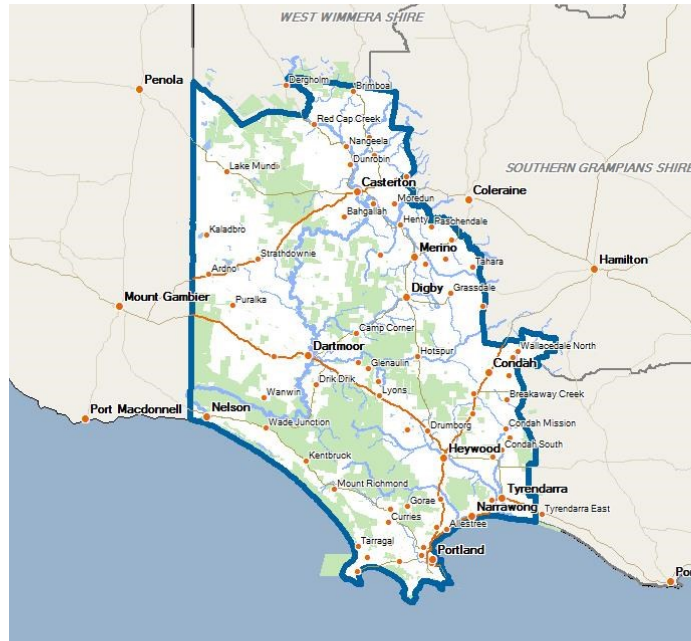 WEST WIMMERA SHIRE
Penola
Dergholm
Brimboal
Red Cap Creek
Nangeela
Dunrobin
Lake Mundi
SOUTHERN GRAMPIANS SHIRE
Casterton
Coleraine
Moredun
Bahgallah
Henty
Paschendale
Kaladbro
Merino
Strathdownie
Tahara
Hamilton
Ardno
Digby
Grassdale
Mount Gambier
Puralka
Camp Corner
Wallacedale North
Dartmoor
Hotspur
Glenaulin
Condah
Drik Drik
Lyons
Wanwin
Breakaway Creek
Port Macdonnell
Nelson
Wade Junction
Drumborg
Condah Mission
Condah South
Kentbruck
Heywood
Mount Richmond
Gorae
Tyrendarra
Curries
Narrawong
Tyrendarra East
Allestree
Tarragal
Portland
Po